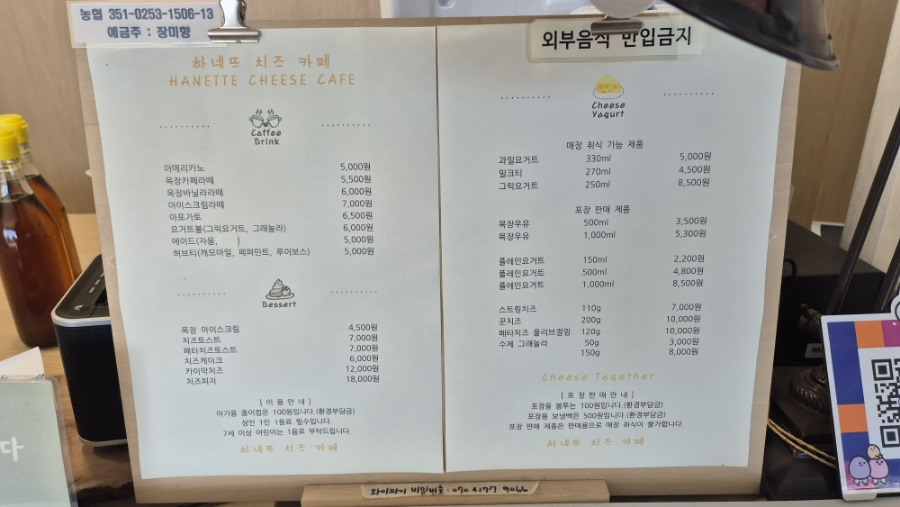 농협 351-0253-1506-13
예금주 : 장미향
하네뜨 치즈 카페
HANETTE CHEESE CAFE
Coffee
Drink
아메리카노 5,000원
목장카페라떼 5,500원
목장바닐라라떼 6,000원
아이스크림라떼 7,000원
아포가토 6,500원
요거트볼(그릭요거트, 그래놀라) 6,000원
에이드(자몽, ) 5,000원
허브티(캐모마일, 페퍼민트, 루이보스) 5,000원
Dessert
목장 아이스크림 4,500원
치즈토스트 7,000원
페타치즈토스트 7,000원
치즈케이크 6,000원
카이막치즈 12,000원
치즈피자 18,000원
[ 이 용 안 내 ]
아기용 종이컵은 100원입니다.(환경부담금)
성인 1인 1음료 필수입니다.
7세 이상 어린이는 1음료 부탁드립니다.
하네뜨 치즈 카페
외부음식 반입금지
Cheese
Yogurt
매장 취식 가능 제품
과일요거트 330ml 5,000원
밀크티 270ml 4,500원
그릭요거트 250ml 8,500원
포장 판매 제품
목장우유 500ml 3,500원
목장우유 1,000ml 5,300원
플레인요거트 150ml 2,200원
플레인요거트 500ml 4,800원
플레인요거트 1,000ml 8,500원
스트링치즈 110g 7,000원
꾼치즈 200g 10,000원
페타치즈 올리브절임 120g 10,000원
수제 그래놀라 50g 3,000원
150g 8,000원
Cheese Together
[ 포 장 판 매 안 내 ]
포장용 봉투는 100원입니다.(환경부담금)
포장용 보냉백은 500원입니다.(환경부담금)
포장 판매 제품은 판매용으로 매장 취식이 불가합니다.
하네뜨 치즈 카페
와이파이 비밀번호 : 070 4177 9066
다